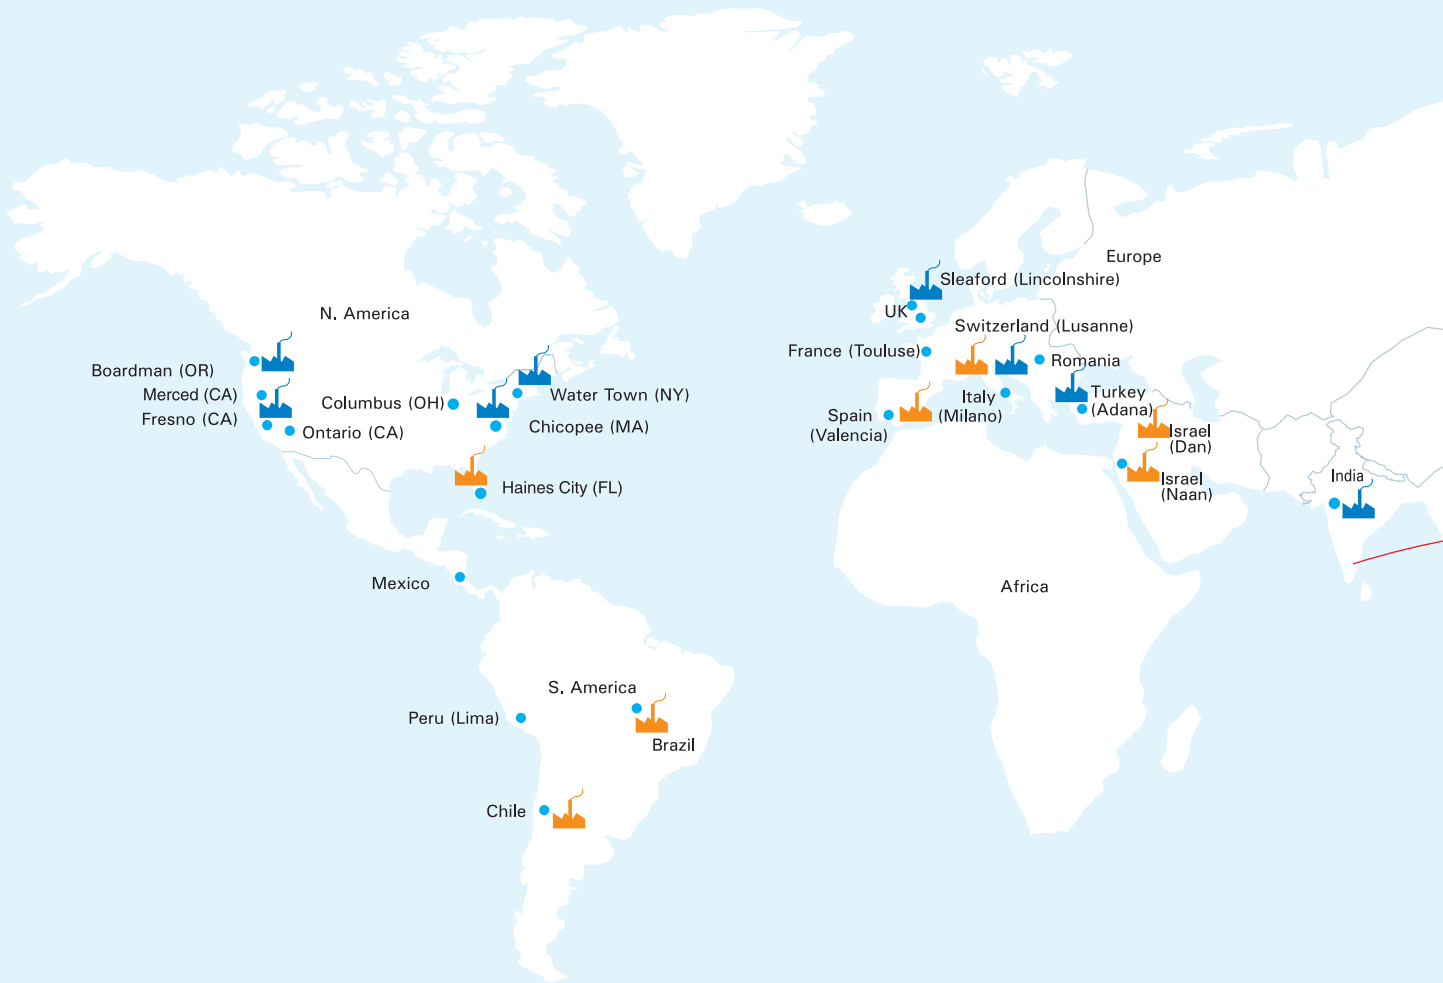 Europe
Sleaford (Lincolnshire)
UK
N. America
Switzerland (Lusanne)
France (Touluse)
Romania
Boardman (OR)
Merced (CA)
Fresno (CA)
Columbus (OH)
Ontario (CA)
Water Town (NY)
Chicopee (MA)
Italy
(Milano)
Turkey
(Adana)
Spain
(Valencia)
Israel
(Dan)
Israel
(Naan)
India
Haines City (FL)
Mexico
Africa
S. America
Peru (Lima)
Brazil
Chile